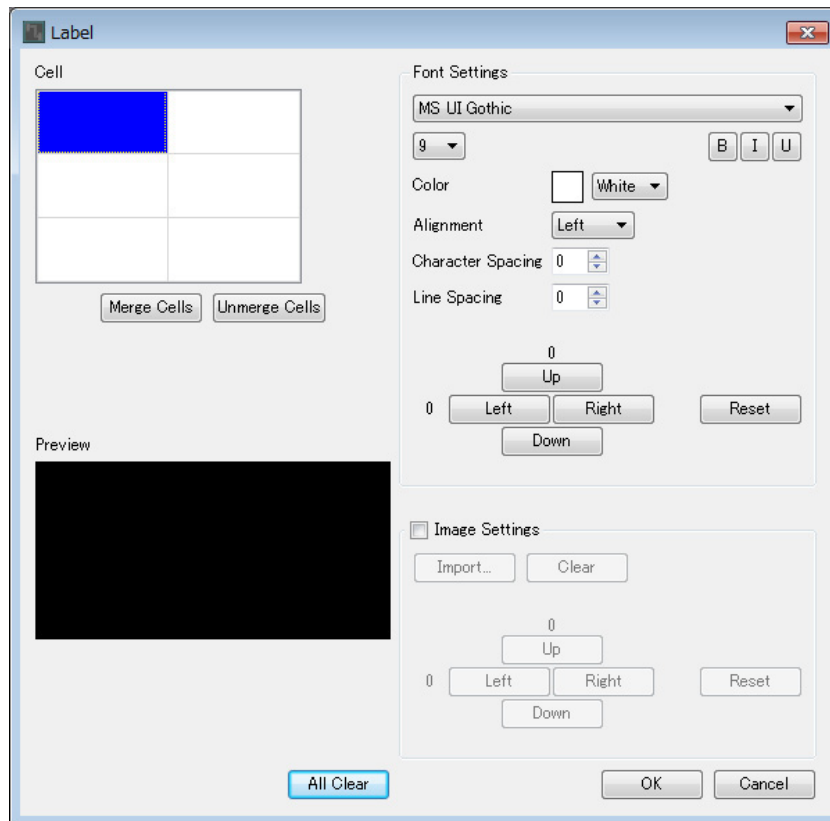 Label
Cell
Merge Cells Unmerge Cells
Preview
All Clear
Font Settings
MS UI Gothic
9 B I U
Color White
Alignment Left
Character Spacing 0
Line Spacing 0
0
Up
0 Left Right Reset
Down
Image Settings
Import... Clear
0
Up
0 Left Right Reset
Down
OK Cancel